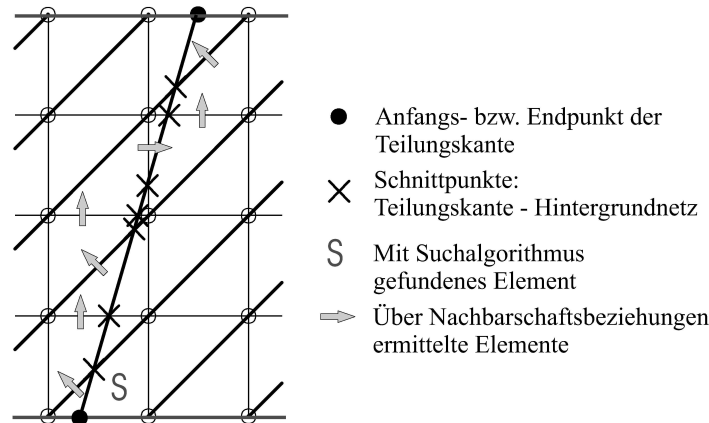 Anfangs- bzw. Endpunkt der
Teilungskante
Schnittpunkte:
Teilungskante - Hintergrundnetz
S
Mit Suchalgorithmus
gefundenes Element
Über Nachbarschaftsbeziehungen
ermittelte Elemente
S